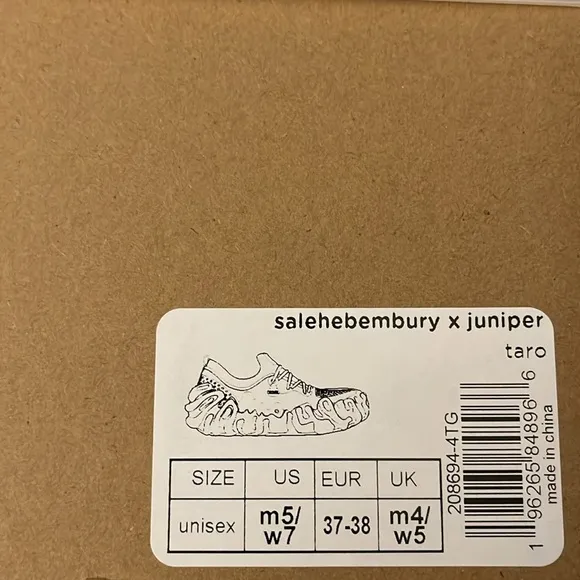 salehebembury x juniper
taro
SIZE US EUR UK
unisex m5/ w7 37-38 m4/ w5
208694-4TG
1 96265 84896 6
made in china